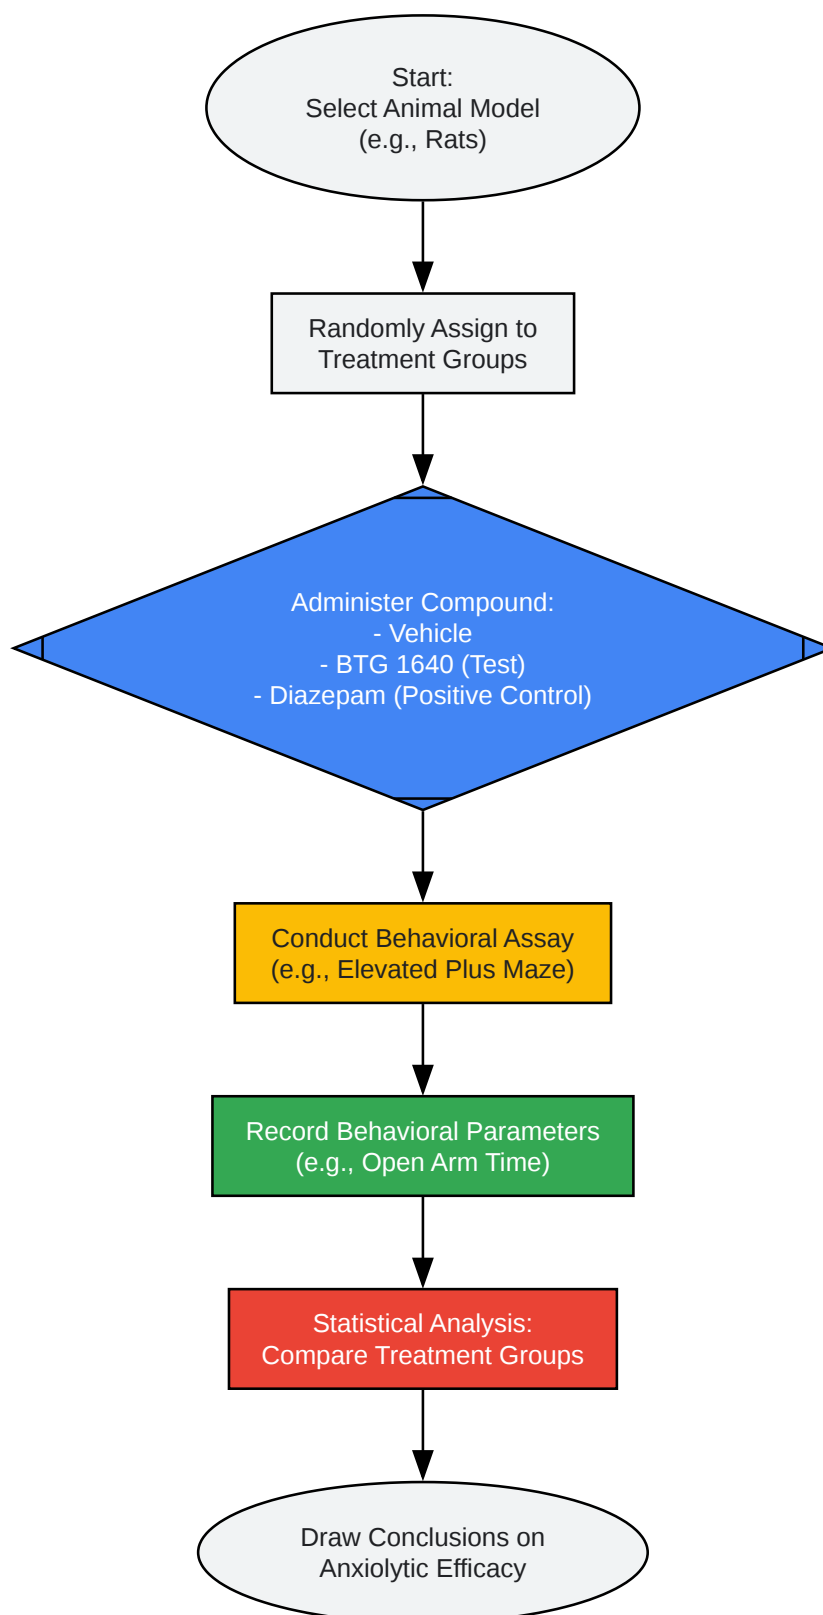 Start:
Select Animal Model
(e.g., Rats)
Randomly Assign to
Treatment Groups
Administer Compound:
- Vehicle
- BTG 1640 (Test)
- Diazepam (Positive Control)
Conduct Behavioral Assay
(e.g., Elevated Plus Maze)
Record Behavioral Parameters
(e.g., Open Arm Time)
Statistical Analysis:
Compare Treatment Groups
Draw Conclusions on
Anxiolytic Efficacy